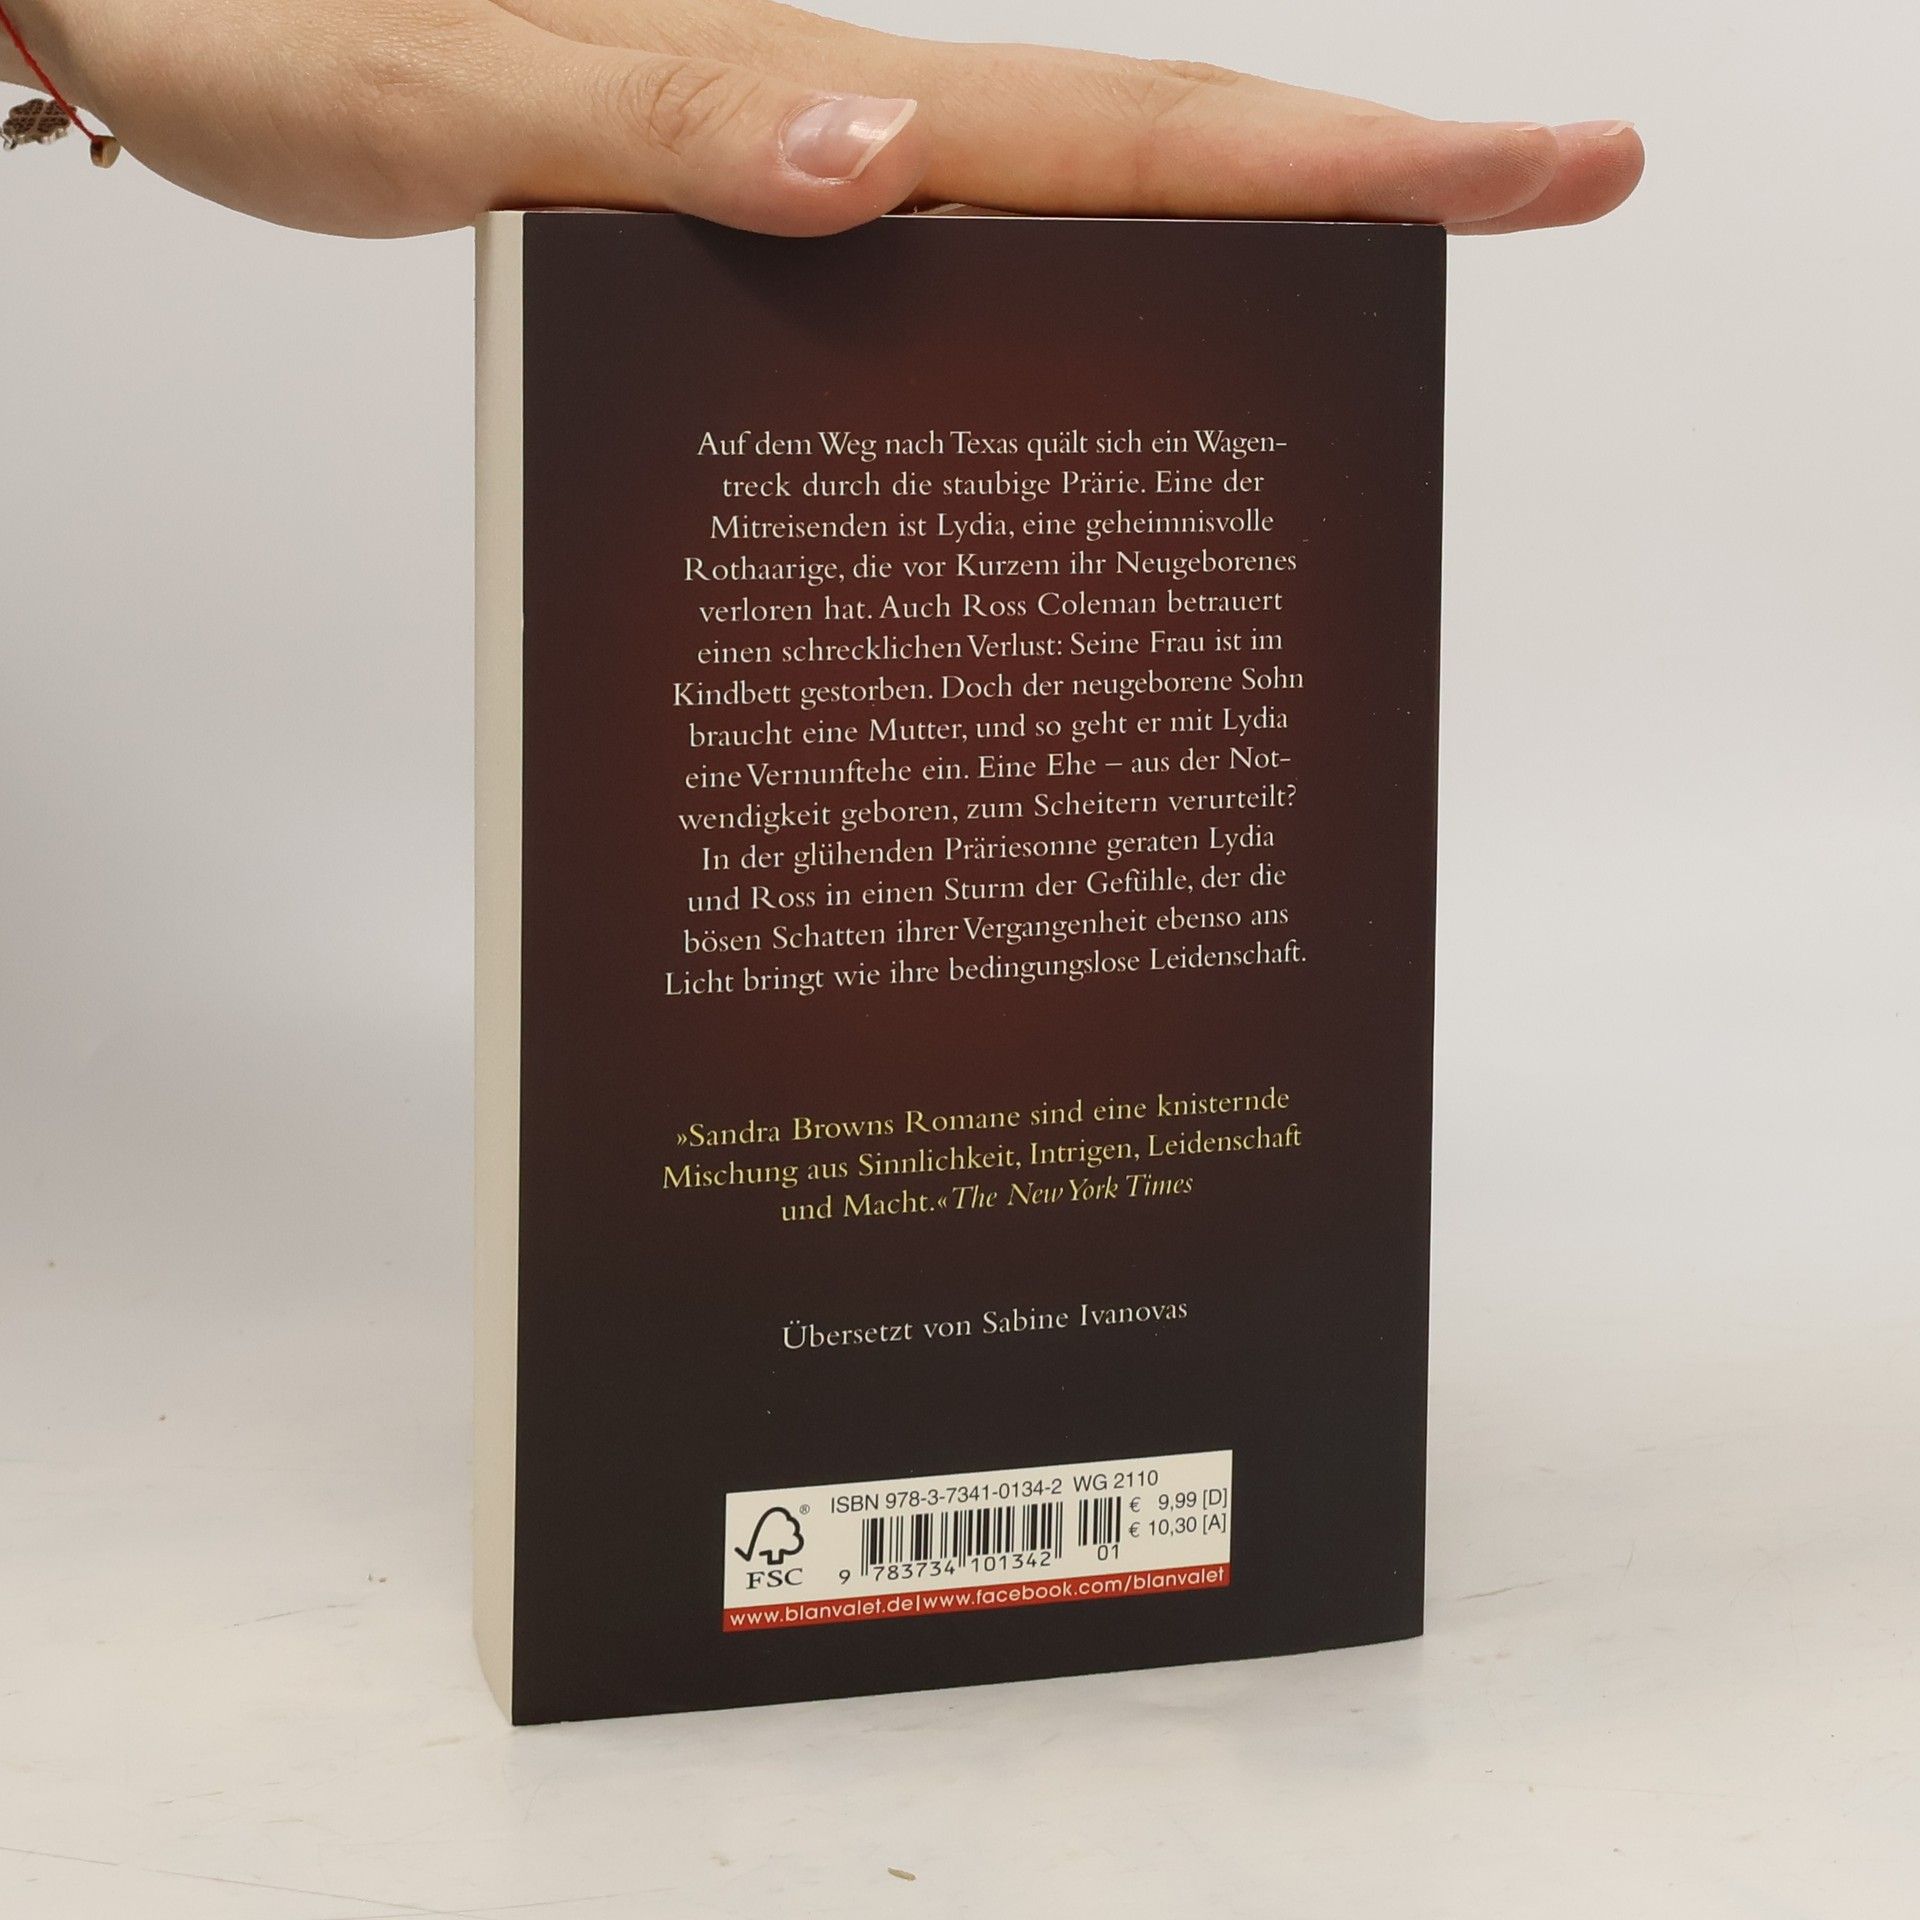 Auf dem Weg nach Texas quält sich ein Wagen-
treck durch die staubige Prärie. Eine der
Mitreisenden ist Lydia, eine geheimnisvolle
Rothaarige, die vor Kurzem ihr Neugeborenes
verloren hat. Auch Ross Coleman betrauert
einen schrecklichen Verlust: Seine Frau ist im
Kindbett gestorben. Doch der neugeborene Sohn
braucht eine Mutter, und so geht er mit Lydia
eine Vernunftehe ein. Eine Ehe – aus der Not-
wendigkeit geboren, zum Scheitern verurteilt?
In der glühenden Präriesonne geraten Lydia
und Ross in einen Sturm der Gefühle, der die
bösen Schatten ihrer Vergangenheit ebenso ans
Licht bringt wie ihre bedingungslose Leidenschaft.
»Sandra Browns Romane sind eine knisternde
Mischung aus Sinnlichkeit, Intrigen, Leidenschaft
und Macht.« The New York Times
Übersetzt von Sabine Ivanovas
ISBN 978-3-7341-0134-2 WG 2110
€ 9,99 [D]
€ 10,30 [A]
®
FSC
9 783734 101342 01
www.blanvalet.de|www.facebook.com/blanvalet